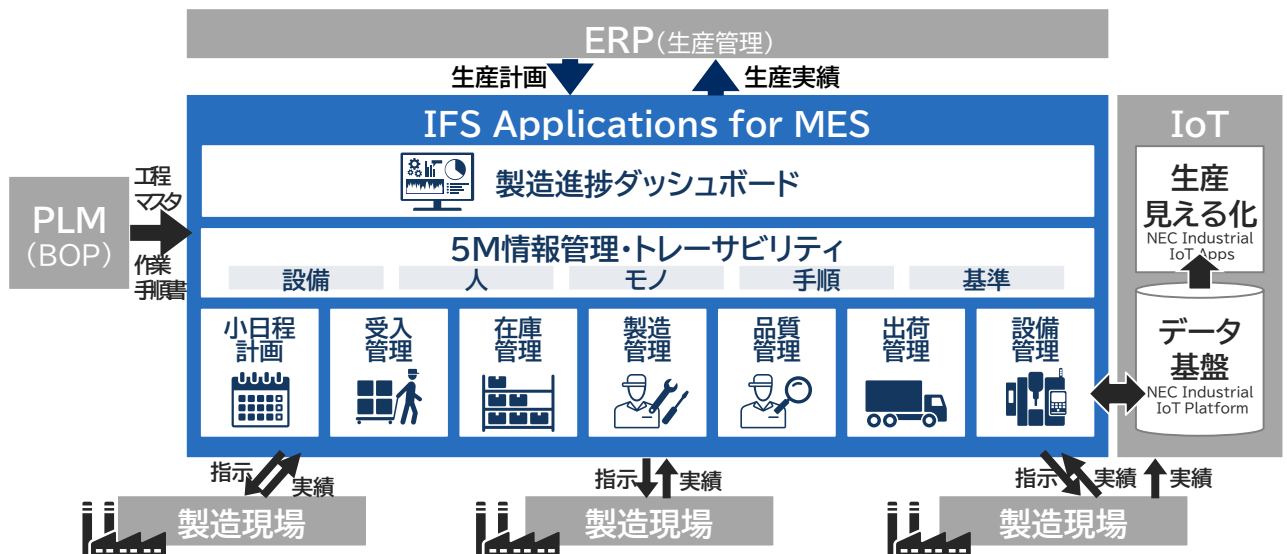 ERP(生産管理)
生産計画
生産実績
IFS Applications for MES
製造進捗ダッシュボード
5M情報管理・トレーサビリティ
設備
人
モノ
手順
基準
小日程
計画
受入
管理
在庫
管理
製造
管理
品質
管理
出荷
管理
設備
管理
PLM
(BOP)
工程
マスタ
作業
手順書
IoT
生産
見える化
NEC Industrial
IoT Apps
データ
基盤
NEC Industrial
IoT Platform
指示
実績
製造現場
指示
実績
製造現場
指示
実績
実績
製造現場